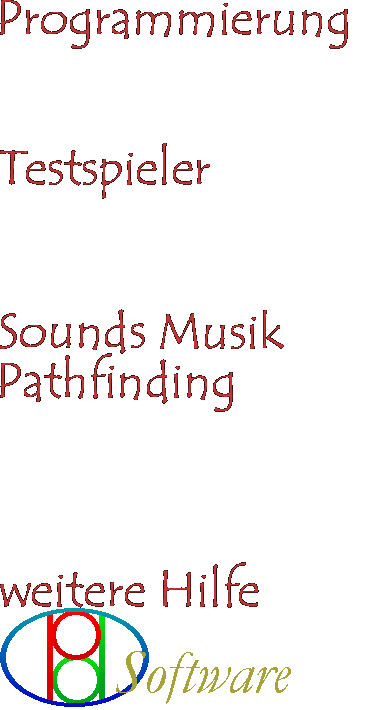 Programmierung
Testspieler
Sounds Musik
Pathfinding
weitere Hilfe
Software